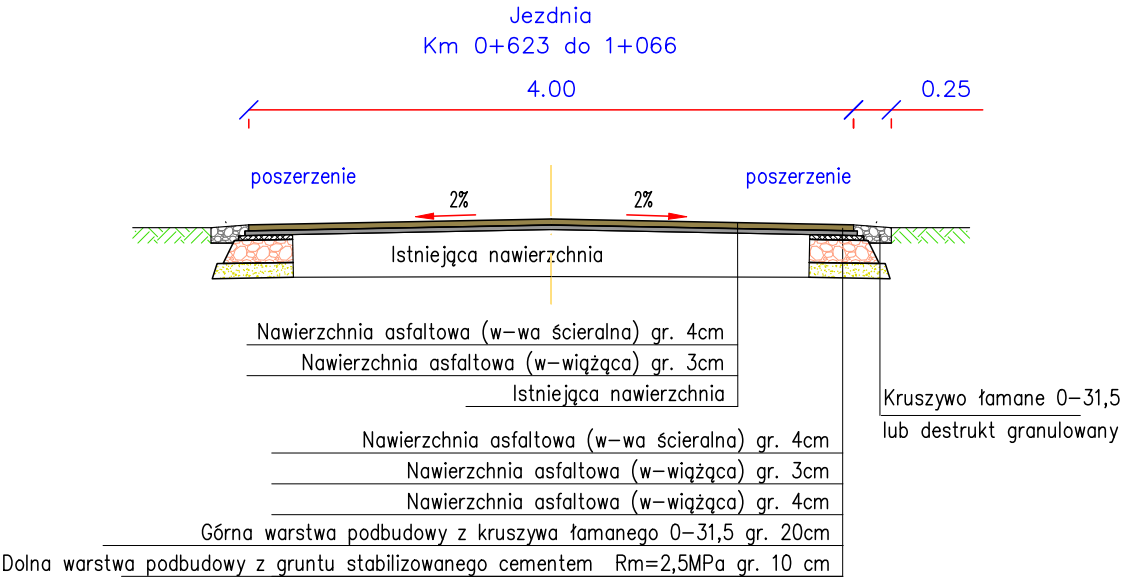 Jezdnia
Km 0+623 do 1+066
4.00
0.25
poszerzenie
poszerzenie
2%
2%
Istniejąca nawierzchnia
Nawierzchnia asfaltowa (w-wa ścieralna) gr. 4cm
Nawierzchnia asfaltowa (w-wiążąca) gr. 3cm
Istniejąca nawierzchnia
Kruszywo łamane 0-31,5
lub destrukt granulowany
Nawierzchnia asfaltowa (w-wa ścieralna) gr. 4cm
Nawierzchnia asfaltowa (w-wiążąca) gr. 3cm
Nawierzchnia asfaltowa (w-wiążąca) gr. 4cm
Górna warstwa podbudowy z kruszywa łamanego 0-31,5 gr. 20cm
Dolna warstwa podbudowy z gruntu stabilizowanego cementem Rm=2,5MPa gr. 10 cm